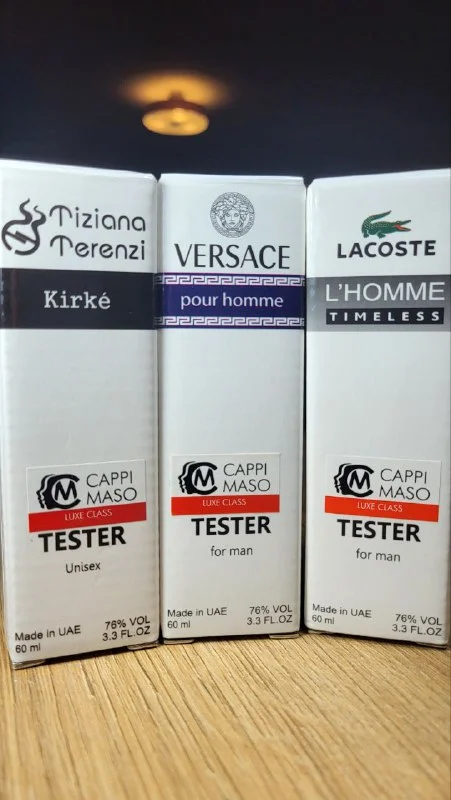 Tiziana
Terenzi
Kirké
CM CAPPI
MASO
LUXE CLASS
TESTER
Unisex
Made in UAE 76% VOL
60 ml 3.3 FL.OZ
VERSACE
pour homme
CM CAPPI
MASO
LUXE CLASS
TESTER
for man
Made in UAE 76% VOL
60 ml 3.3 FL.OZ
LACOSTE
L'HOMME
TIMELESS
CM CAPPI
MASO
LUXE CLASS
TESTER
for man
Made in UAE 76% VOL
60 ml 3.3 FL.OZ